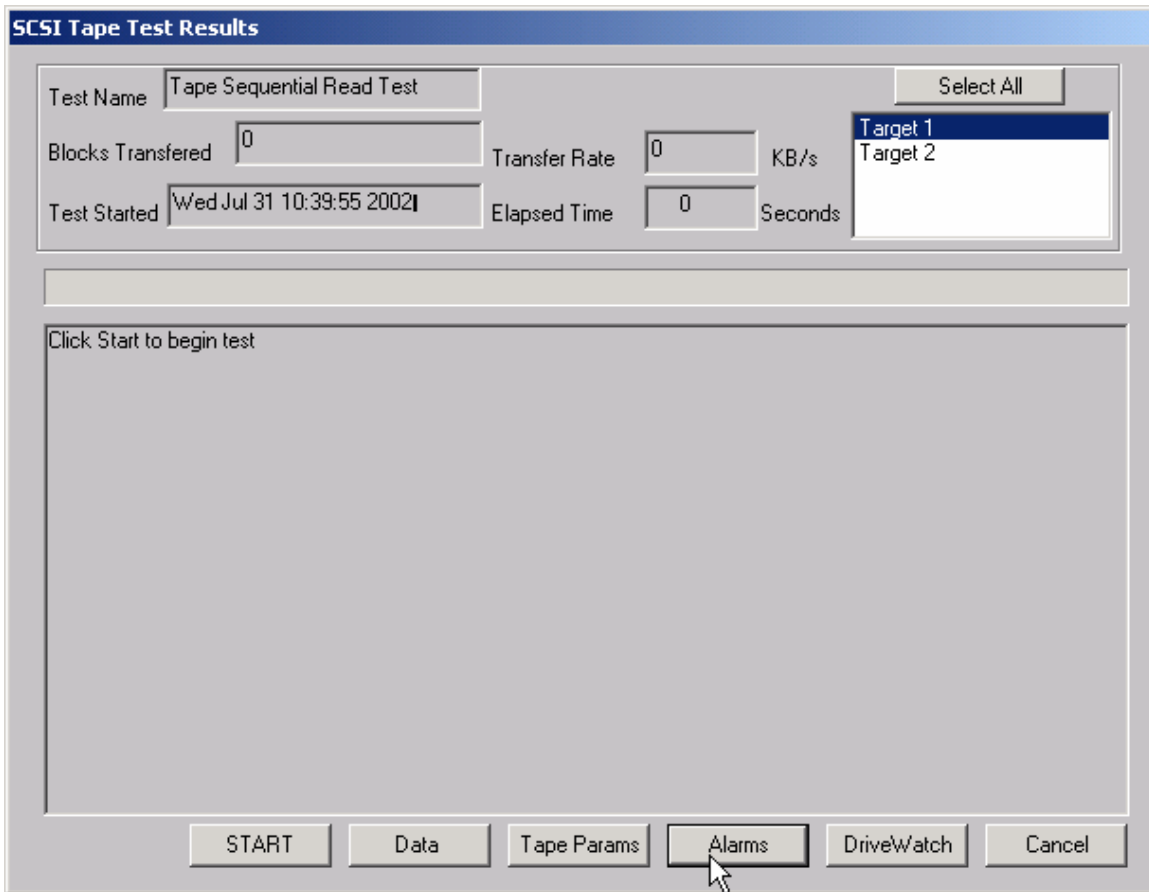 SCSI Tape Test Results
Test Name Tape Sequential Read Test
Select All
Blocks Transfered 0
Transfer Rate 0 KB/s
Target 1
Target 2
Test Started Wed Jul 31 10:39:55 2002
Elapsed Time 0 Seconds
Click Start to begin test
START Data Tape Params Alarms DriveWatch Cancel